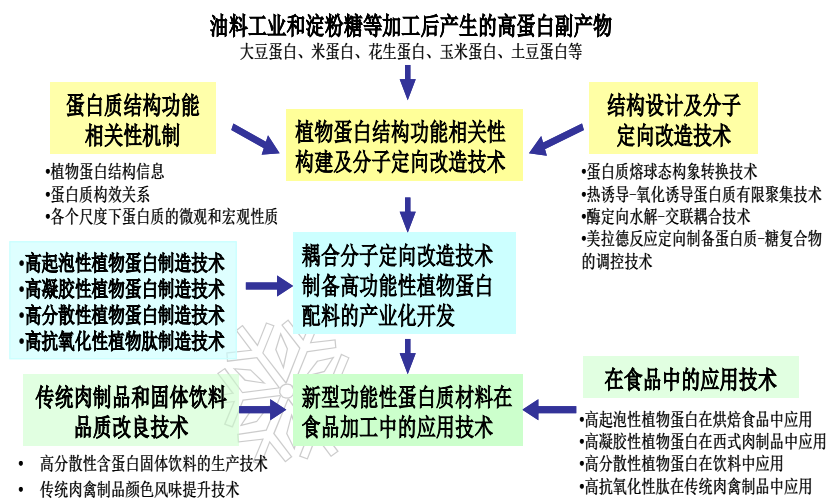 油料工业和淀粉糖等加工后产生的高蛋白副产物
大豆蛋白、米蛋白、花生蛋白、玉米蛋白、土豆蛋白等
蛋白质结构功能
相关性机制
•植物蛋白结构信息
•蛋白质构效关系
•各个尺度下蛋白质的微观和宏观性质
植物蛋白结构功能相关性
构建及分子定向改造技术
结构设计及分子
定向改造技术
•蛋白质熔球态构象转换技术
•热诱导-氧化诱导蛋白质有限聚集技术
•酶定向水解-交联耦合技术
•美拉德反应定向制备蛋白质-糖复合物
的调控技术
•高起泡性植物蛋白制造技术
•高凝胶性植物蛋白制造技术
•高分散性植物蛋白制造技术
•高抗氧化性植物肽制造技术
耦合分子定向改造技术
制备高功能性植物蛋白
配料的产业化开发
传统肉制品和固体饮料
品质改良技术
• 高分散性含蛋白固体饮料的生产技术
• 传统肉禽制品颜色风味提升技术
新型功能性蛋白质材料在
食品加工中的应用技术
在食品中的应用技术
•高起泡性植物蛋白在烘焙食品中应用
•高凝胶性植物蛋白在西式肉制品中应用
•高分散性植物蛋白在饮料中应用
•高抗氧化性肽在传统肉禽制品中应用